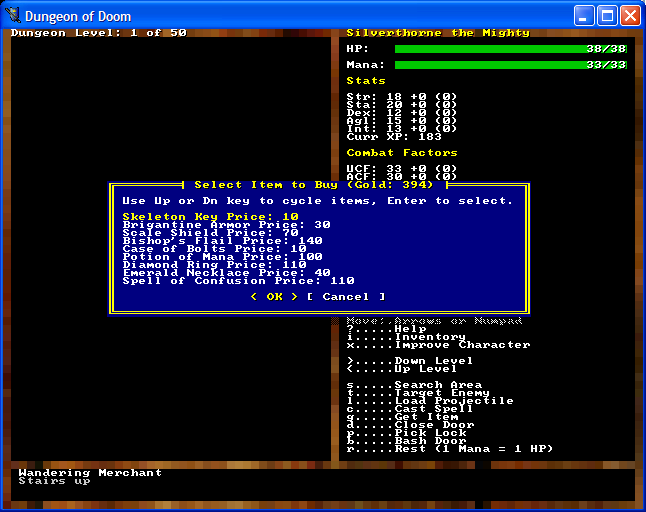 Dungeon of Doom
Dungeon Level: 1 of 50
Silverthorne the Mighty
HP: 38/38
Mana: 33/33
Stats
Str: 18 +0 (0)
Sta: 20 +0 (0)
Dex: 12 +0 (0)
Agl: 15 +0 (0)
Int: 13 +0 (0)
Curr XP: 183
Combat Factors
UCF: 33 +0 (0)
ACF: 30 +0 (0)
Select Item to Buy (Gold: 394)
Use Up or Dn key to cycle items, Enter to select.
Skeleton Key Price: 10
Brigantine Armor Price: 30
Scale Shield Price: 70
Bishop's Flail Price: 140
Case of Bolts Price: 10
Potion of Mana Price: 100
Diamond Ring Price: 110
Emerald Necklace Price: 40
Spell of Confusion Price: 110
< OK > [ Cancel ]
Move:.Arrows or Numpad
?.....Help
i.....Inventory
x.....Improve Character
>.....Down Level
<.....Up Level
s.....Search Area
t.....Target Enemy
l.....Load Projectile
c.....Cast Spell
g.....Get Item
d.....Close Door
p.....Pick Lock
b.....Bash Door
r.....Rest (1 Mana = 1 HP)
Wandering Merchant
Stairs up